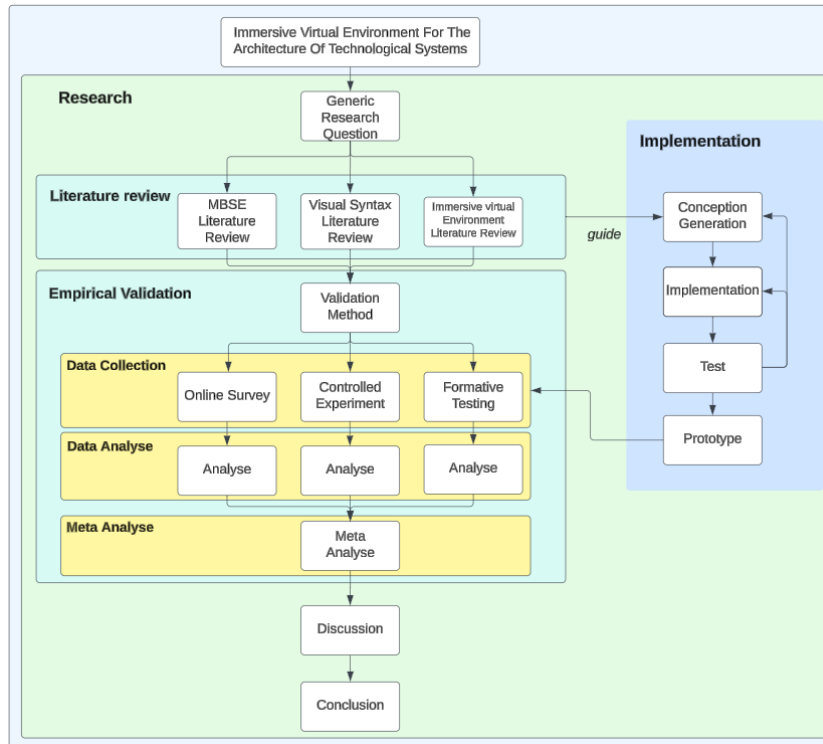 Immersive Virtual Environment For The
Architecture Of Technological Systems
Research
Generic
Research
Question
Literature review
MBSE
Literature
Review
Visual Syntax
Literature
Review
Immersive virtual
Environment
Literature Review
guide
Implementation
Conception
Generation
Implementation
Test
Prototype
Empirical Validation
Validation
Method
Data Collection
Online Survey
Controlled
Experiment
Formative
Testing
Data Analyse
Analyse
Analyse
Analyse
Meta Analyse
Meta
Analyse
Discussion
Conclusion